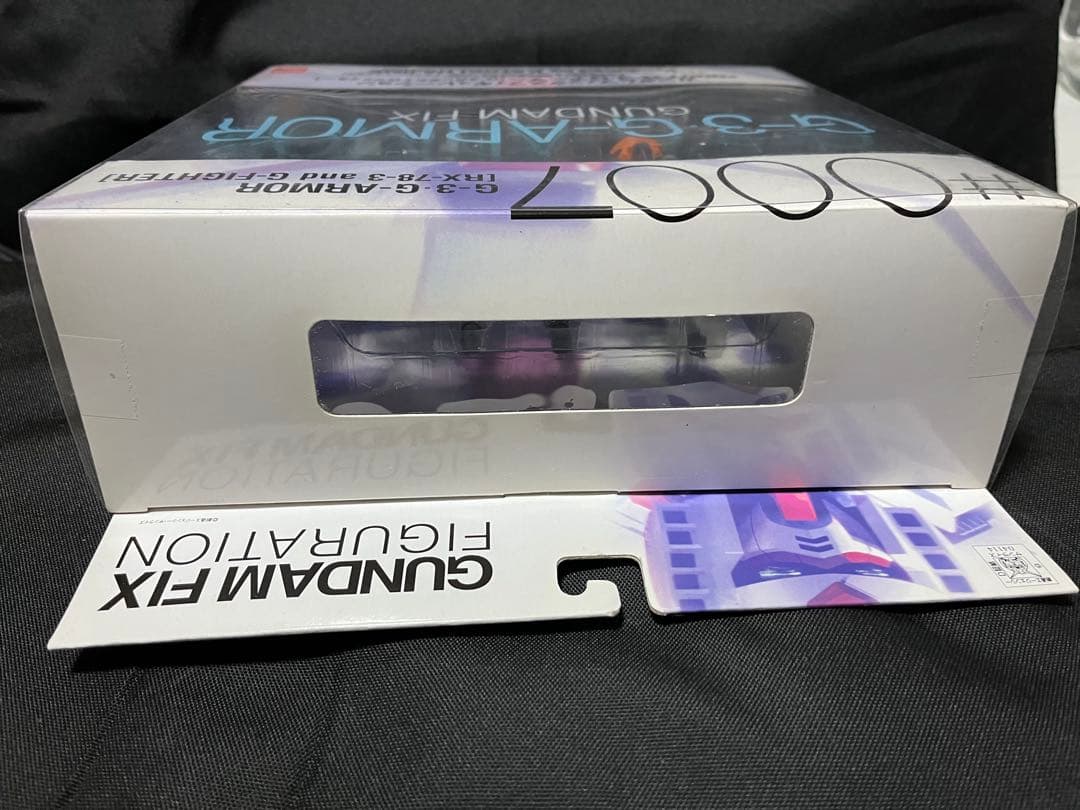 G-3·G-ARMOR
GUNDAM FIX
#0007
G-3·G-ARMOR
[RX-78-3 and G-FIGHTER]
GUNDAM FIX
FIGURATION